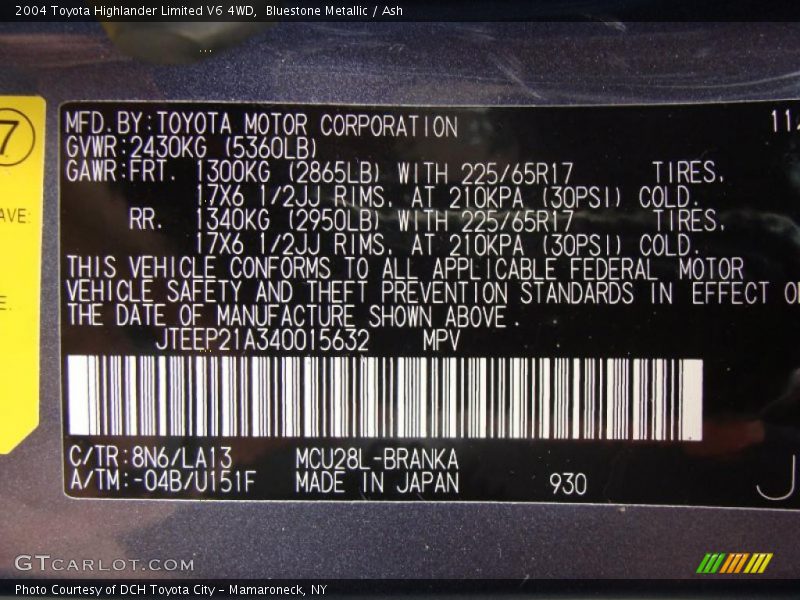 2004 Toyota Highlander Limited V6 4WD, Bluestone Metallic / Ash
7
AVE:
E:
MFD.BY:TOYOTA MOTOR CORPORATION 11/
GVWR:2430KG (5360LB)
GAWR:FRT. 1300KG (2865LB) WITH 225/65R17 TIRES,
17X6 1/2JJ RIMS, AT 210KPA (30PSI) COLD.
RR. 1340KG (2950LB) WITH 225/65R17 TIRES,
17X6 1/2JJ RIMS, AT 210KPA (30PSI) COLD.
THIS VEHICLE CONFORMS TO ALL APPLICABLE FEDERAL MOTOR
VEHICLE SAFETY AND THEFT PREVENTION STANDARDS IN EFFECT O
THE DATE OF MANUFACTURE SHOWN ABOVE.
JTEEP21A340015632 MPV
C/TR:8N6/LA13 MCU28L-BRANKA
A/TM:-04B/U151F MADE IN JAPAN 930
J
GTCARLOT.COM
Photo Courtesy of DCH Toyota City - Mamaroneck, NY